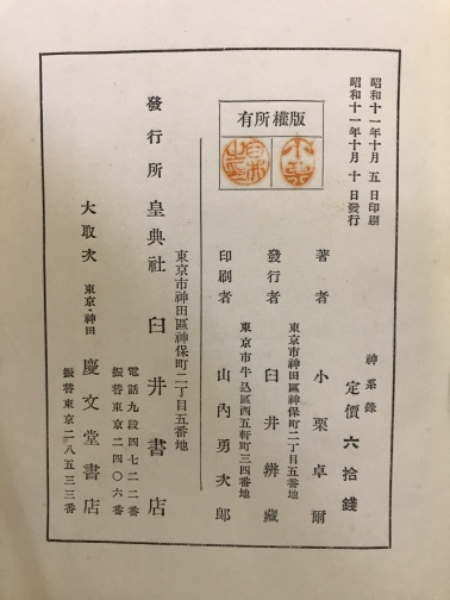 昭和十一年十月五日印刷
昭和十一年十月十日發行
神系錄
定價六拾錢
版權所有
著者 小栗卓爾
東京市神田區神保町二丁目五番地
發行者 臼井辨藏
東京市牛込區西五軒町三四番地
印刷者 山內勇次郎
東京市神田區神保町二丁目五番地
發行所 皇典社 臼井書店
電話九段四七二二番
振替東京二四〇六番
大取次 東京・神田 慶文堂書店
振替東京二八五三三番